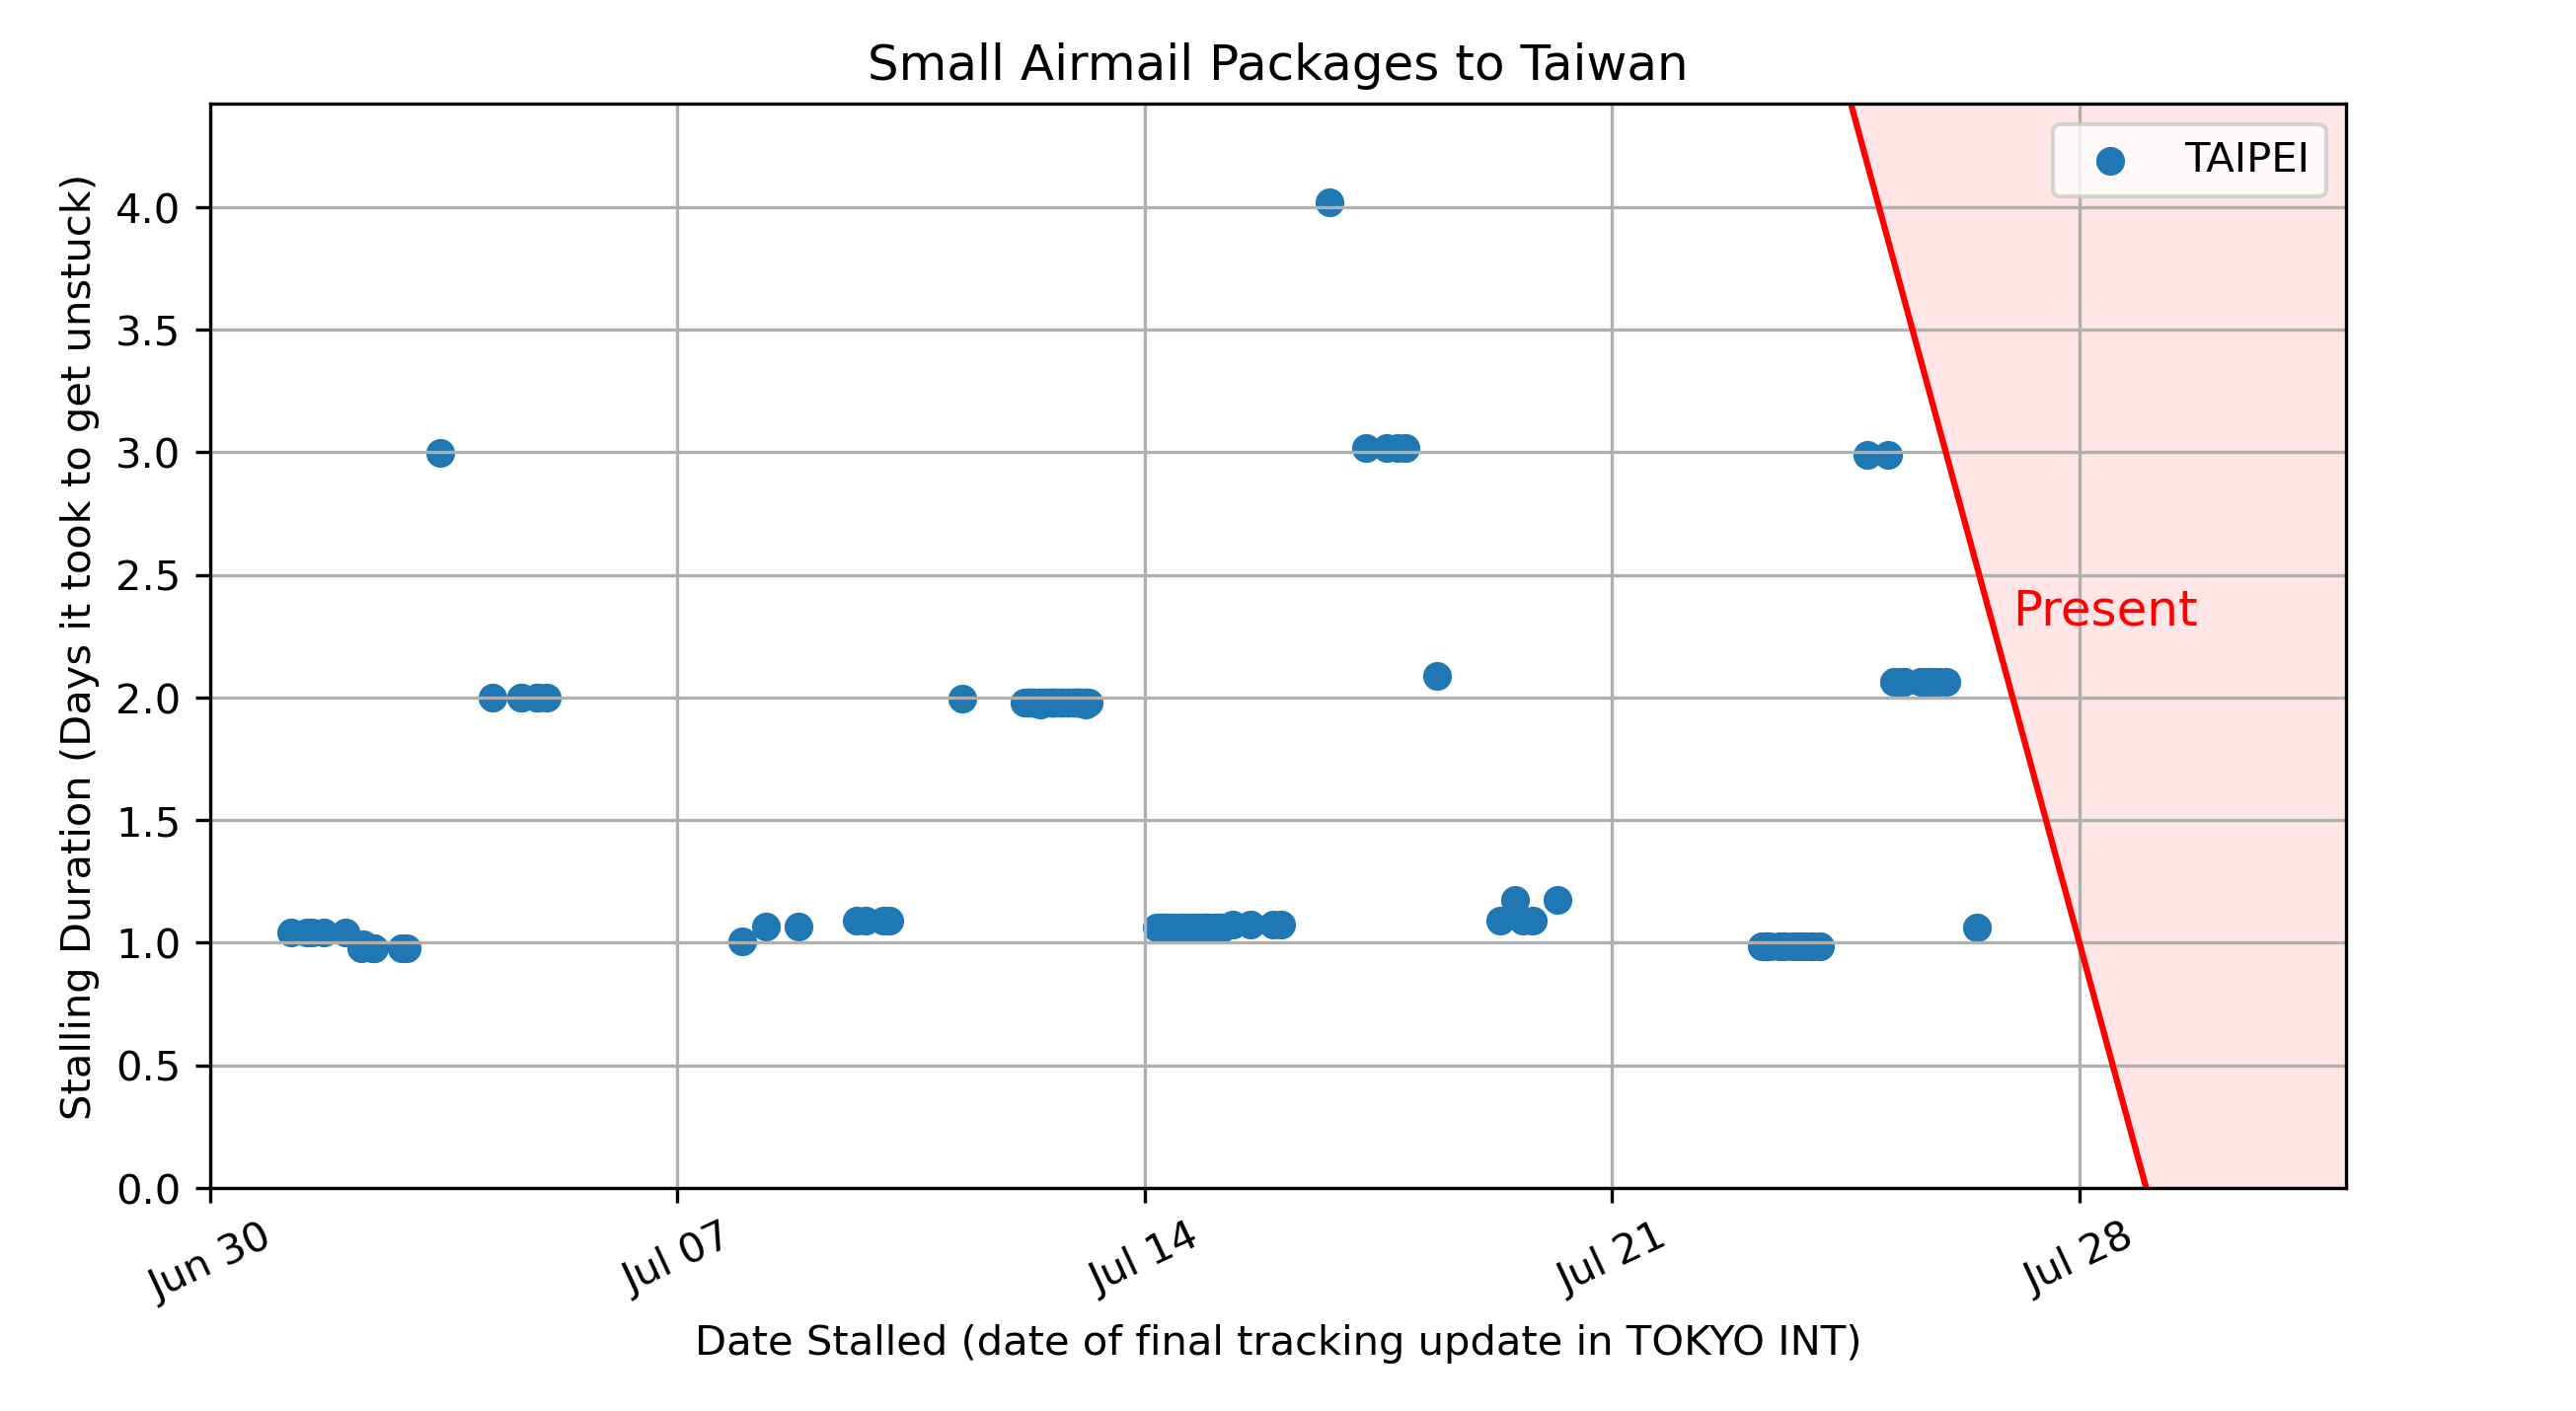 Small Airmail Packages to Taiwan
TAIPEI
Stalling Duration (Days it took to get unstuck)
4.0
3.5
3.0
2.5
2.0
1.5
1.0
0.5
0.0
Present
Jun 30
Jul 07
Jul 14
Jul 21
Jul 28
Date Stalled (date of final tracking update in TOKYO INT)